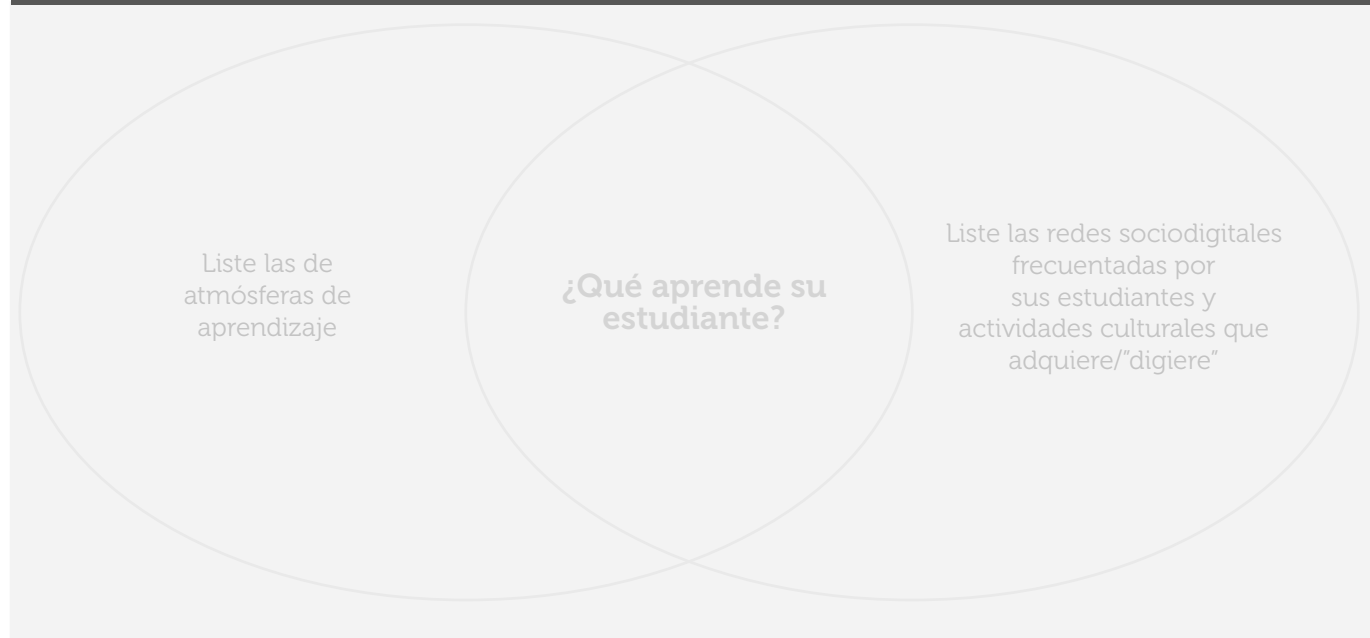 Liste las de
atmósferas de
aprendizaje
¿Qué aprende su
estudiante?
Liste las redes sociodigitales
frecuentadas por
sus estudiantes y
actividades culturales que
adquiere/”digiere”